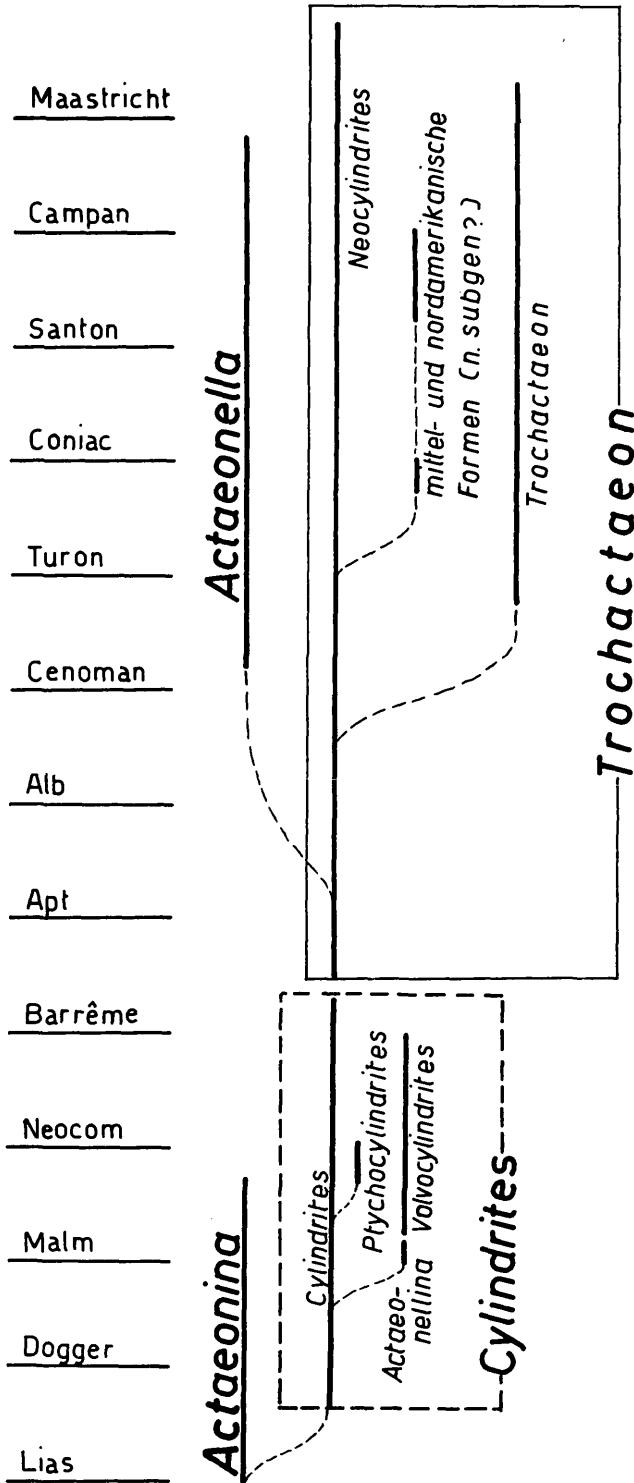 Maastricht
Campan
Santon
Coniac
Turon
Cenoman
Alb
Apt
Barrême
Neocom
Malm
Dogger
Lias
Actaeonella
Actaeonina
Neocylindrites
mittel- und nordamerikanische
Formen (n. subgen?)
Trochactaeon
Trochactaeon
Cylindrites
Ptychocylindrites
Actaeo-
nellina Volvocylindrites
Cylindrites